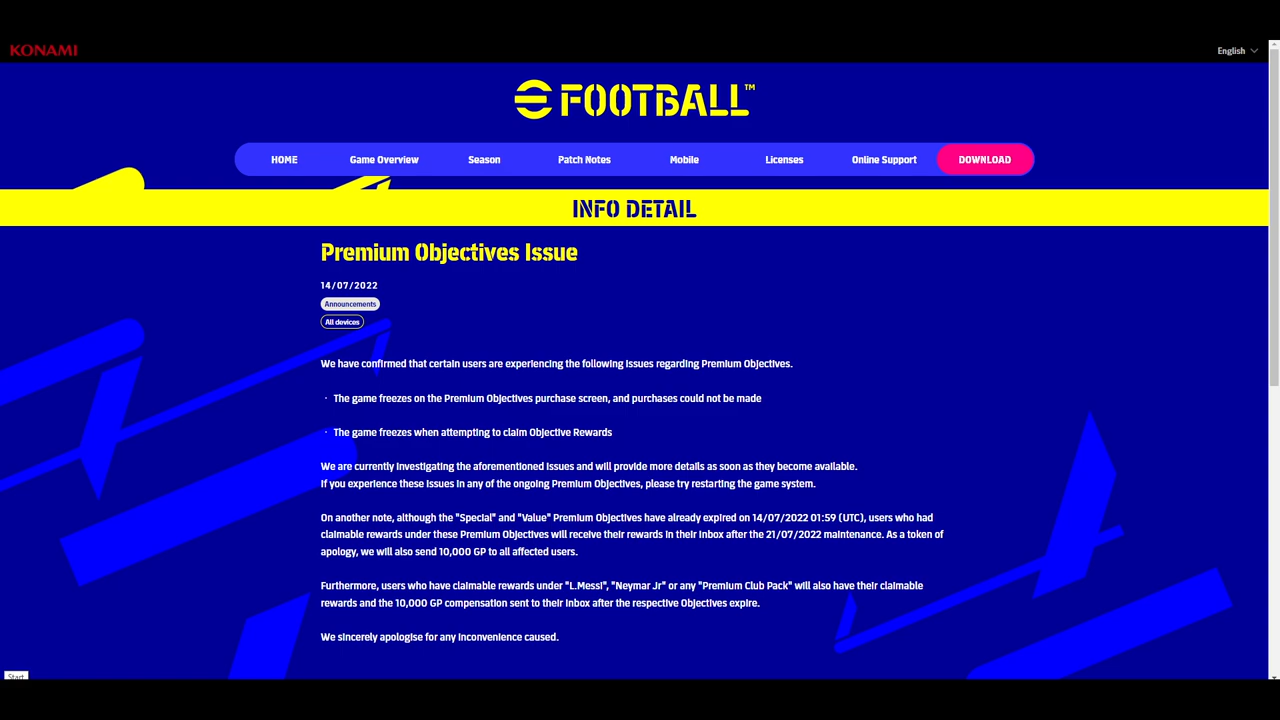 KONAMI
English
FOOTBALL™
HOME Game Overview Season Patch Notes Mobile Licenses Online Support DOWNLOAD
INFO DETAIL
Premium Objectives Issue
14/07/2022
Announcements
All devices
We have confirmed that certain users are experiencing the following issues regarding Premium Objectives.
· The game freezes on the Premium Objectives purchase screen, and purchases could not be made
· The game freezes when attempting to claim Objective Rewards
We are currently investigating the aforementioned issues and will provide more details as soon as they become available.
If you experience these issues in any of the ongoing Premium Objectives, please try restarting the game system.
On another note, although the "Special" and "Value" Premium Objectives have already expired on 14/07/2022 01:59 (UTC), users who had
claimable rewards under these Premium Objectives will receive their rewards in their Inbox after the 21/07/2022 maintenance. As a token of
apology, we will also send 10,000 GP to all affected users.
Furthermore, users who have claimable rewards under "L.Messi", "Neymar Jr" or any "Premium Club Pack" will also have their claimable
rewards and the 10,000 GP compensation sent to their Inbox after the respective Objectives expire.
We sincerely apologise for any inconvenience caused.
Start